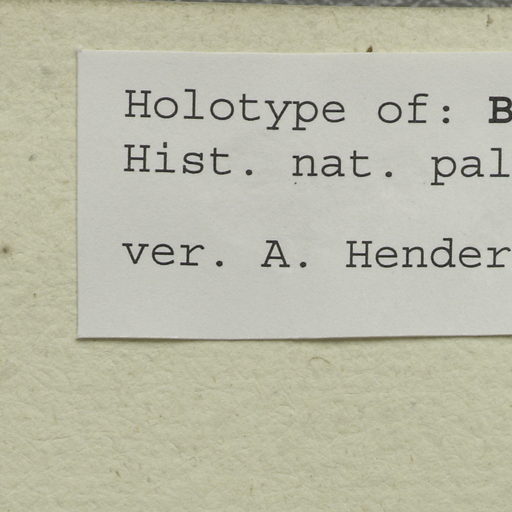 Holotype of: B
Hist. nat. pal
ver. A. Hender